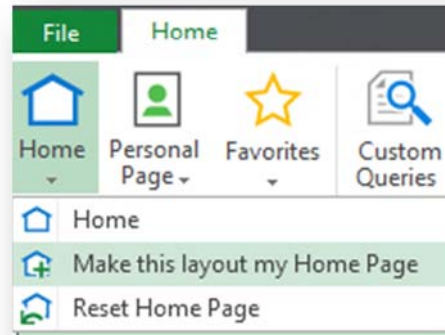 File Home
Home Personal Page Favorites Custom Queries
Home
Make this layout my Home Page
Reset Home Page